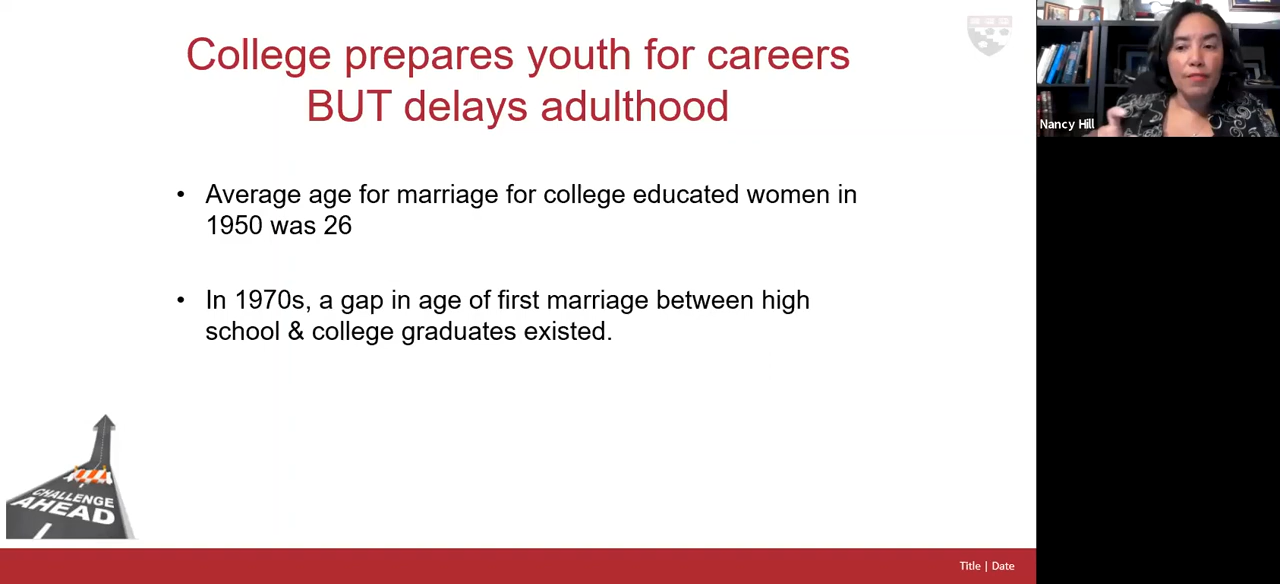 College prepares youth for careers
BUT delays adulthood
Nancy Hill
• Average age for marriage for college educated women in
1950 was 26
• In 1970s, a gap in age of first marriage between high
school & college graduates existed.
CHALLENGE
AHEAD
Title | Date